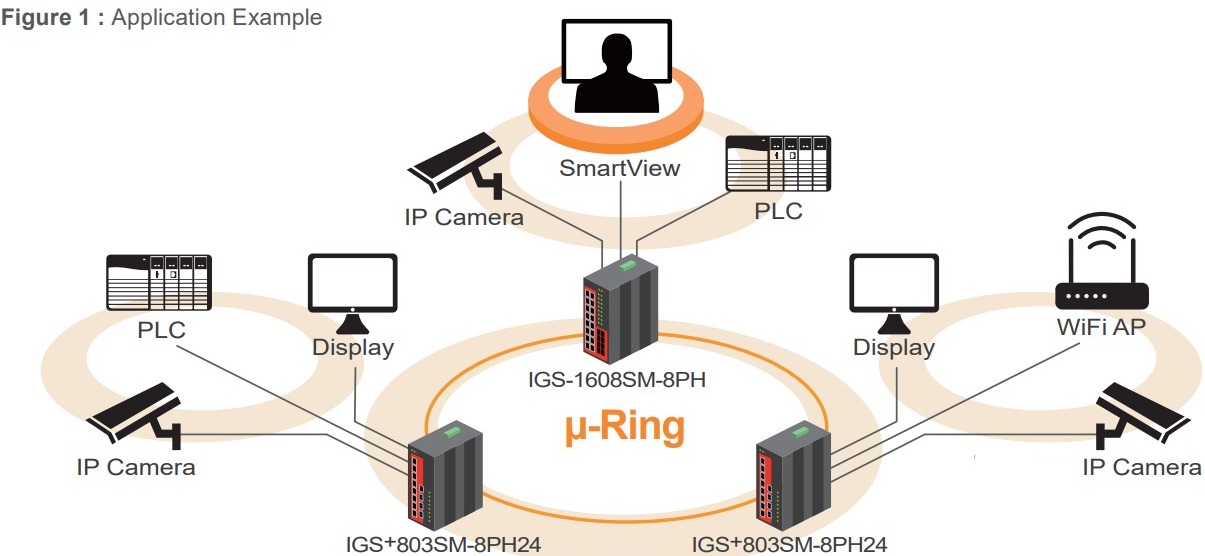 Figure 1 : Application Example
SmartView
IP Camera
PLC
PLC
Display
Display
WiFi AP
IGS-1608SM-8PH
µ-Ring
IP Camera
IP Camera
IGS+803SM-8PH24
IGS+803SM-8PH24